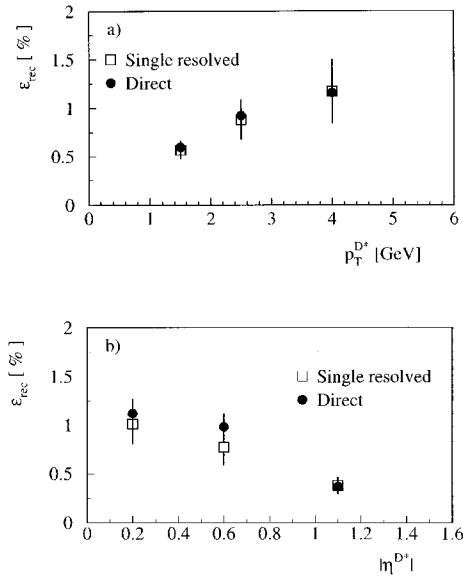 ε_rec [ % ]
2
1.5
1
0.5
0
a)
□ Single resolved
● Direct
0 1 2 3 4 5 6
p_T^D* [GeV]
ε_rec [ % ]
2
1.5
1
0.5
0
b)
□ Single resolved
● Direct
0 0.2 0.4 0.6 0.8 1 1.2 1.4 1.6
|η^D*|